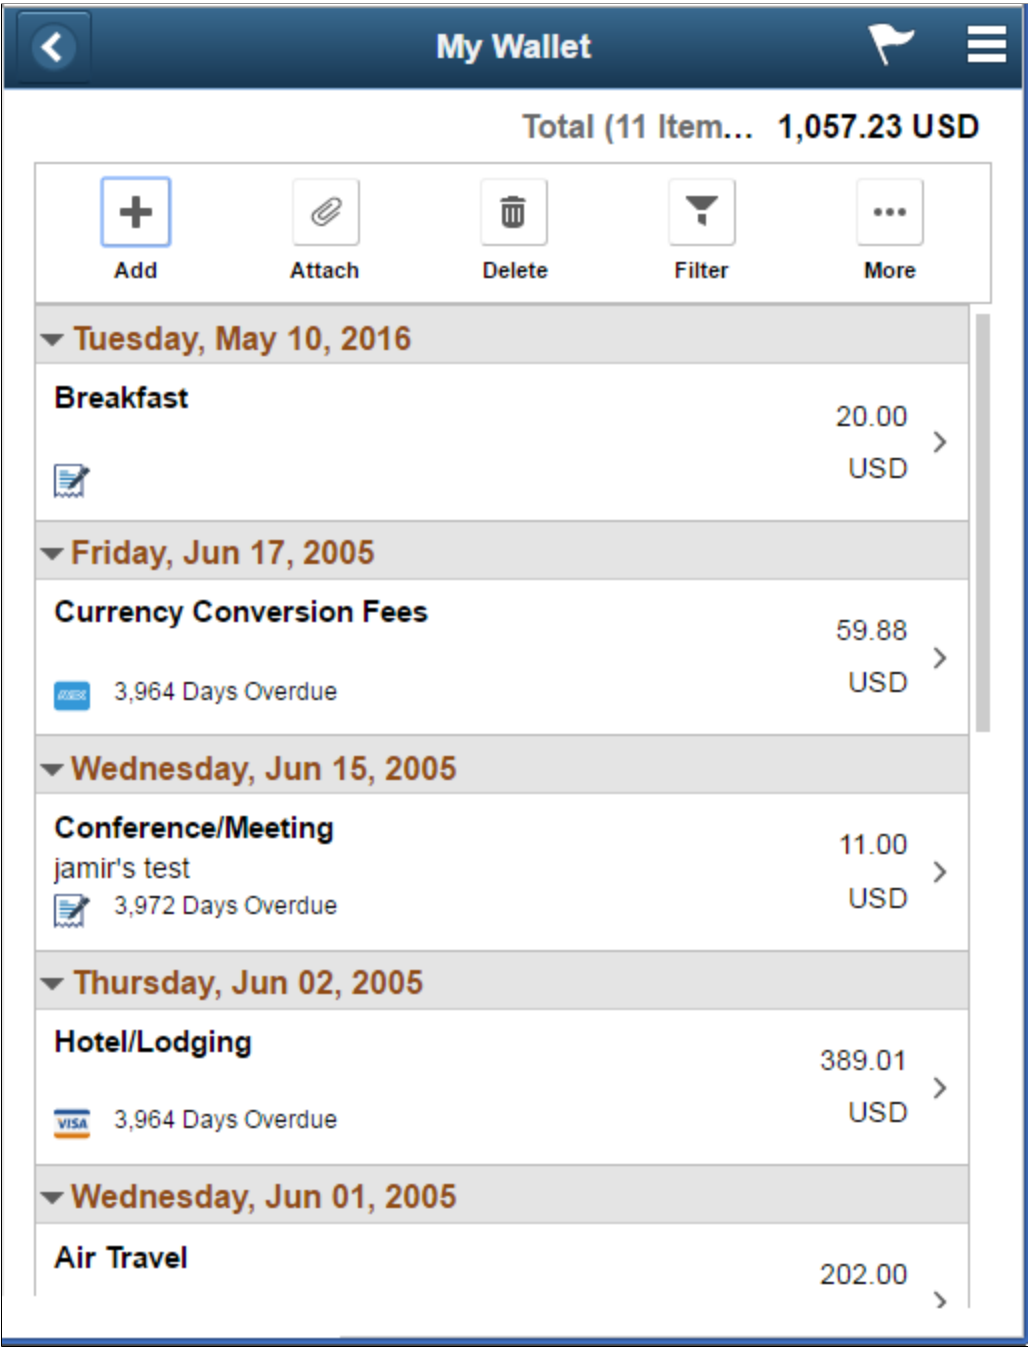 My Wallet
Total (11 Item... 1,057.23 USD
Add Attach Delete Filter More
Tuesday, May 10, 2016
Breakfast
20.00
USD
Friday, Jun 17, 2005
Currency Conversion Fees
59.88
USD
3,964 Days Overdue
Wednesday, Jun 15, 2005
Conference/Meeting
11.00
jamir's test
USD
3,972 Days Overdue
Thursday, Jun 02, 2005
Hotel/Lodging
389.01
USD
VISA 3,964 Days Overdue
Wednesday, Jun 01, 2005
Air Travel
202.00